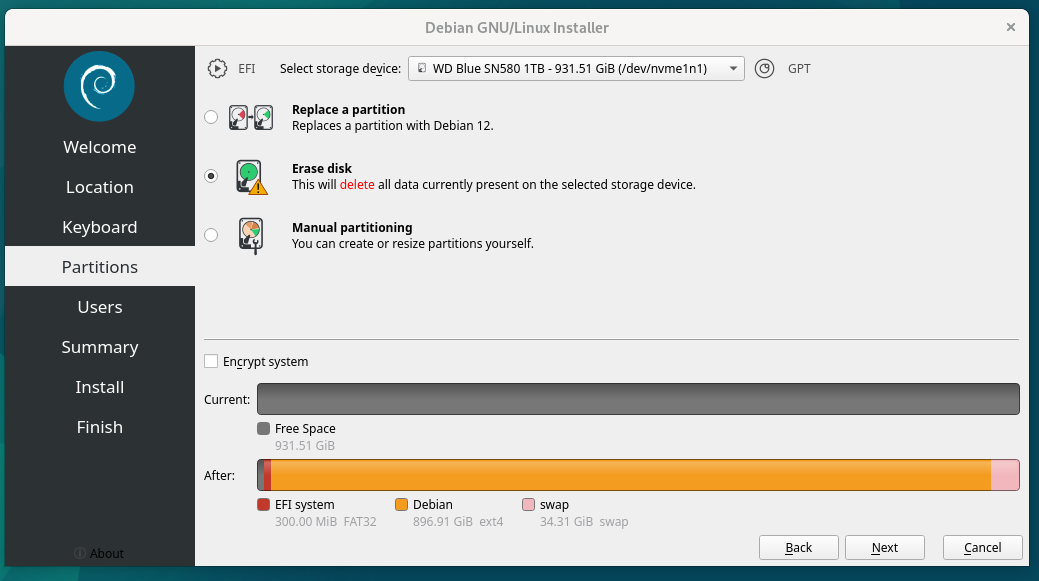 Debian GNU/Linux Installer
EFI Select storage device: WD Blue SN580 1TB - 931.51 GiB (/dev/nvme1n1) GPT
Welcome
Location
Keyboard
Partitions
Users
Summary
Install
Finish
About
Replace a partition
Replaces a partition with Debian 12.
Erase disk
This will delete all data currently present on the selected storage device.
Manual partitioning
You can create or resize partitions yourself.
Encrypt system
Current:
Free Space
931.51 GiB
After:
EFI system Debian swap
300.00 MiB FAT32 896.91 GiB ext4 34.31 GiB swap
Back Next Cancel